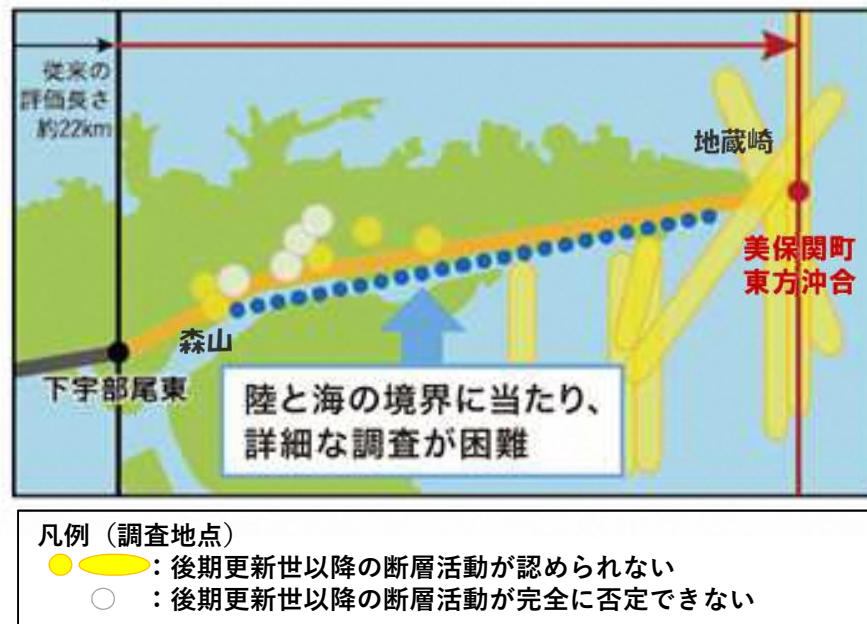 従来の
評価長さ
約22km
地蔵崎
美保関町
東方沖合
森山
下宇部尾東
陸と海の境界に当たり、
詳細な調査が困難
凡例（調査地点）
：後期更新世以降の断層活動が認められない
：後期更新世以降の断層活動が完全に否定できない